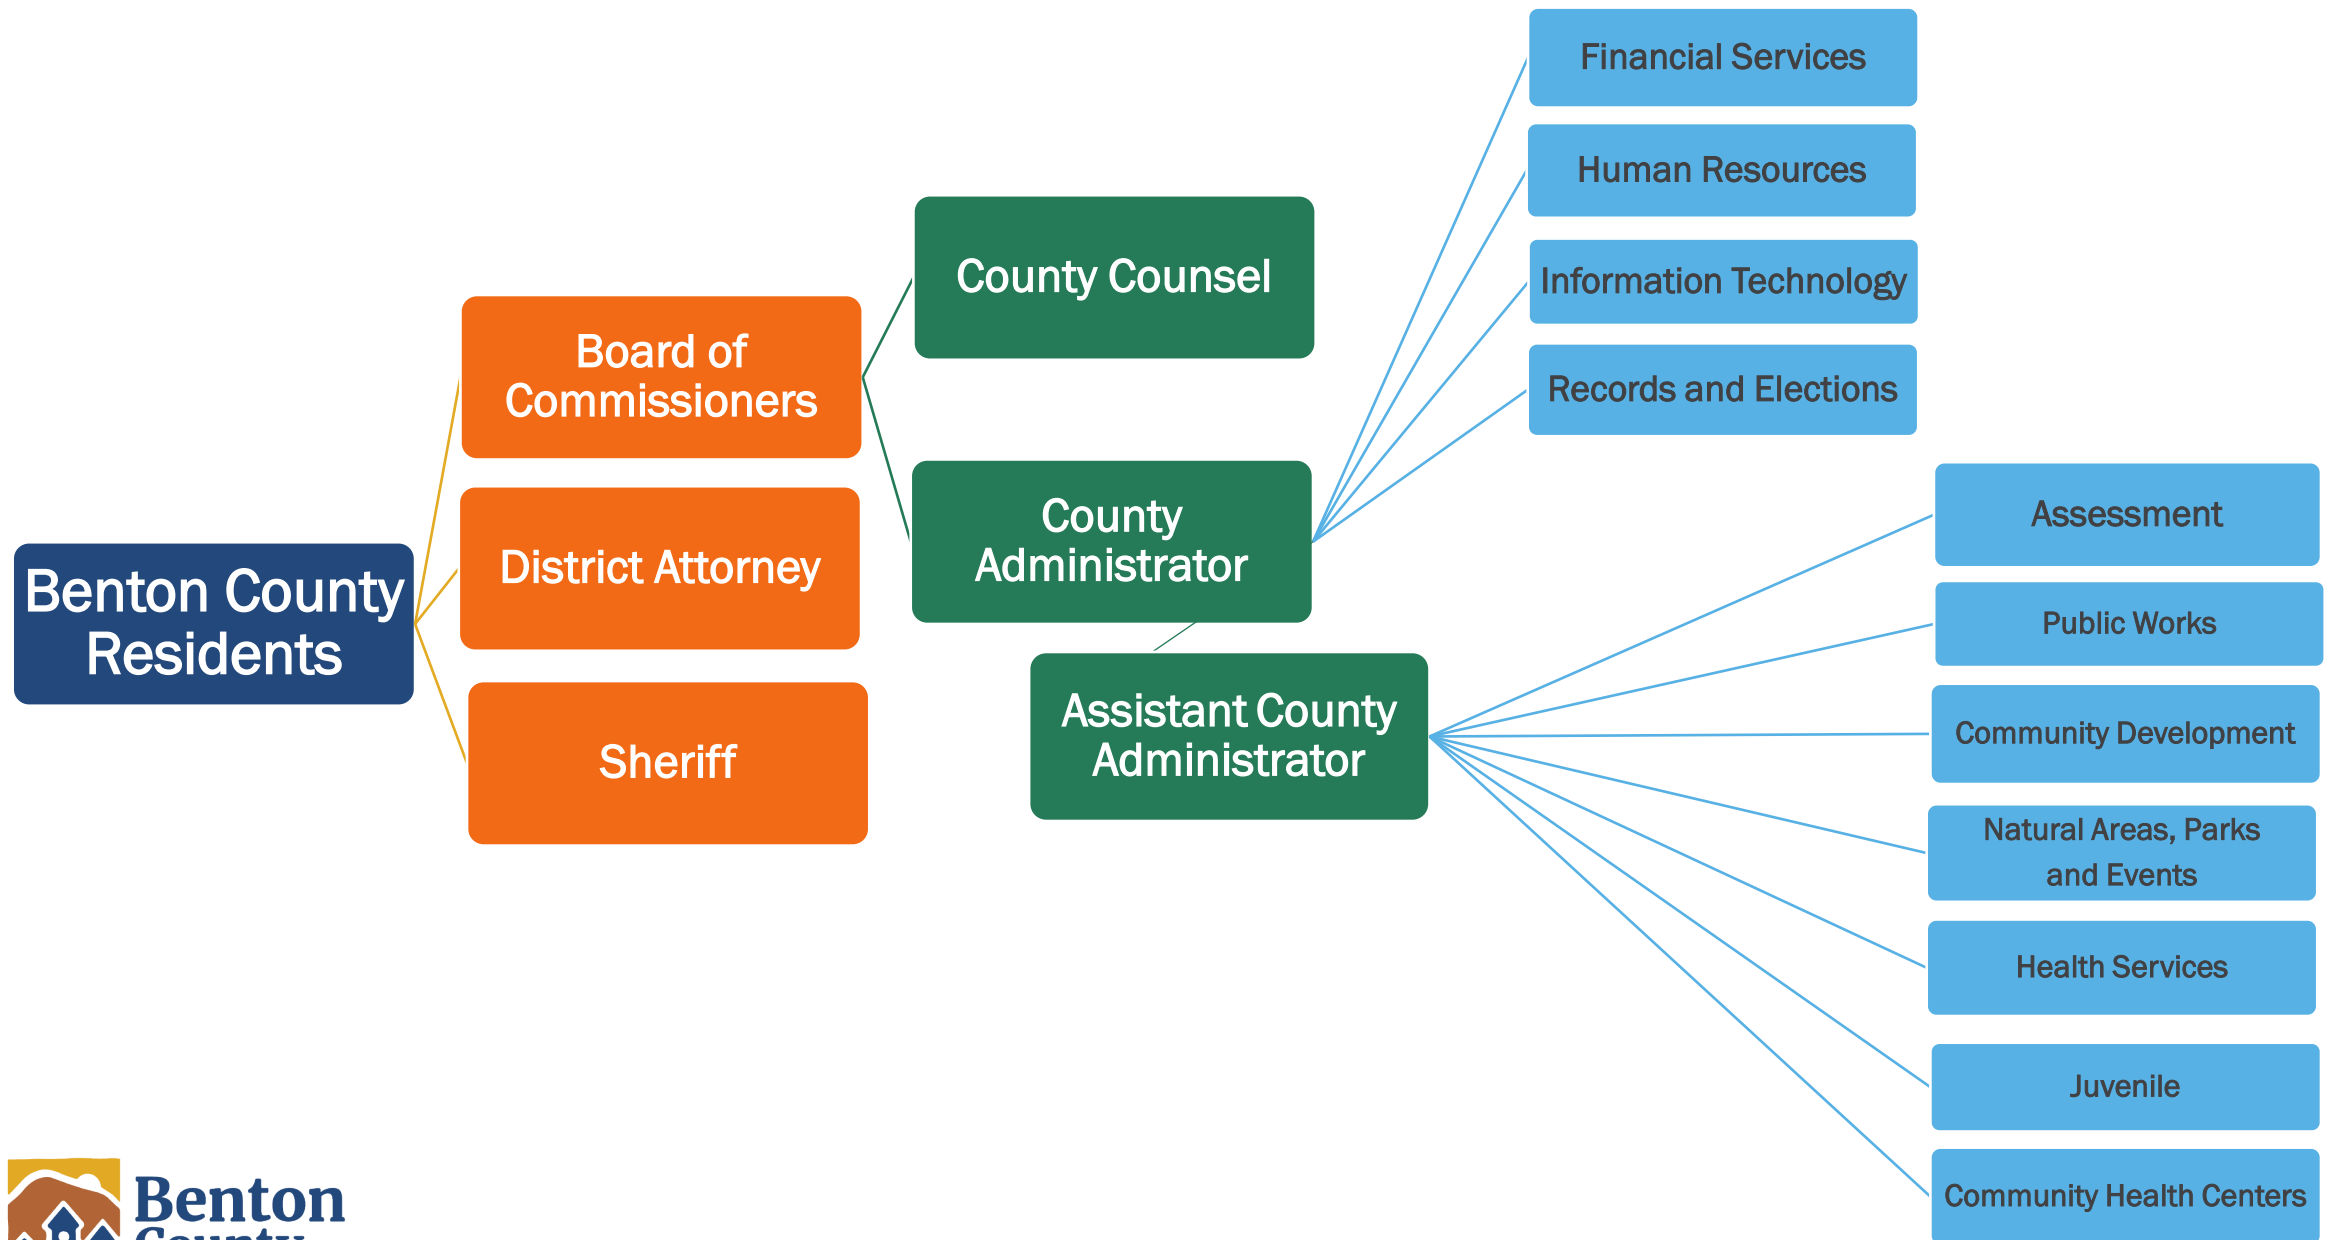 Financial Services
Human Resources
Information Technology
Records and Elections
County Counsel
Board of
Commissioners
County
Administrator
District Attorney
Benton County
Residents
Sheriff
Assistant County
Administrator
Assessment
Public Works
Community Development
Natural Areas, Parks
and Events
Health Services
Juvenile
Community Health Centers
Benton
County